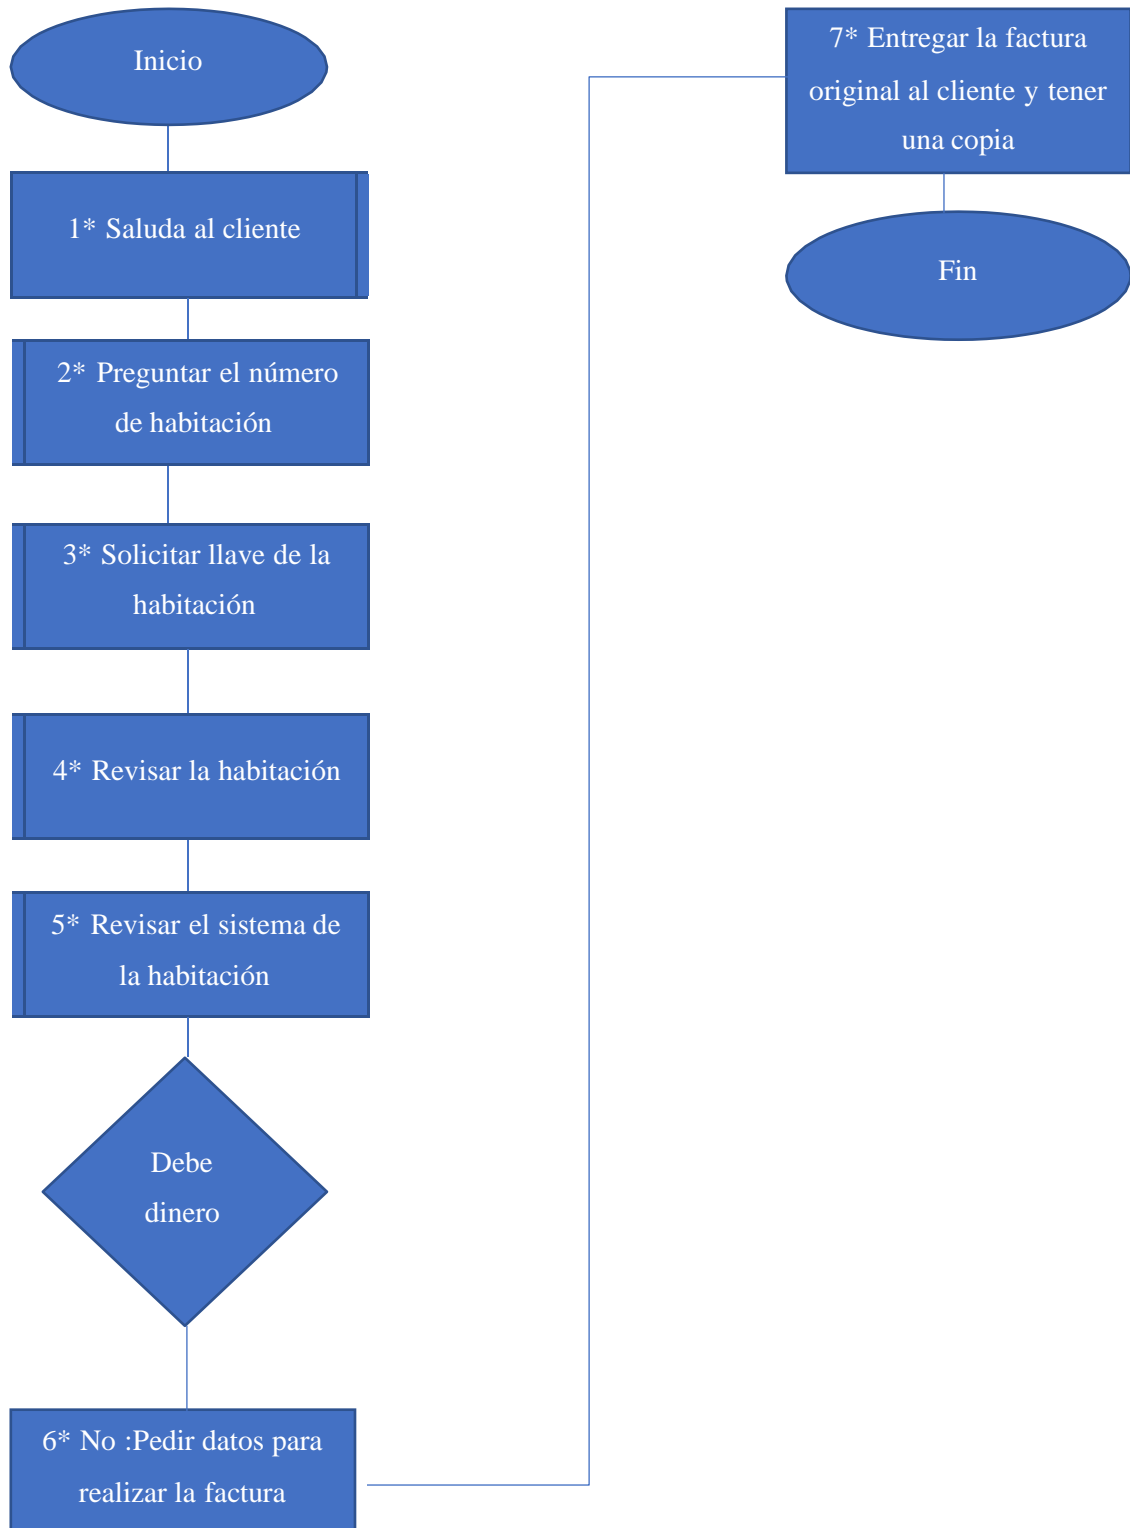 Inicio
1* Saluda al cliente
2* Preguntar el número
de habitación
3* Solicitar llave de la
habitación
4* Revisar la habitación
5* Revisar el sistema de
la habitación
Debe
dinero
6* No :Pedir datos para
realizar la factura
7* Entregar la factura
original al cliente y tener
una copia
Fin